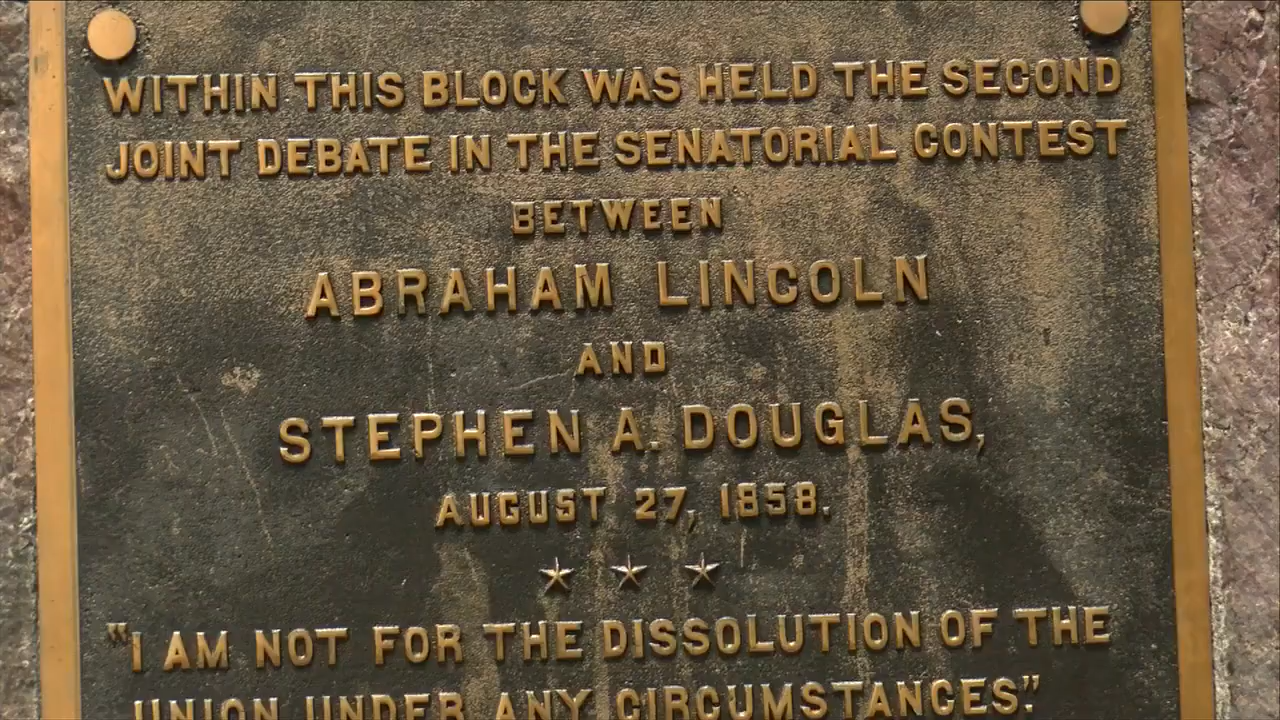 WITHIN THIS BLOCK WAS HELD THE SECOND
JOINT DEBATE IN THE SENATORIAL CONTEST
BETWEEN
ABRAHAM LINCOLN
AND
STEPHEN A. DOUGLAS,
AUGUST 27, 1858.
"I AM NOT FOR THE DISSOLUTION OF THE
UNION UNDER ANY CIRCUMSTANCES."